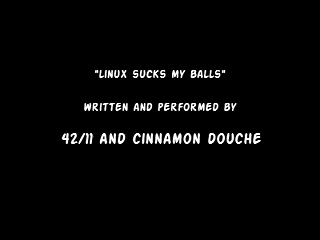 "LINUX SUCKS MY BALLS"
WRITTEN AND PERFORMED BY
42/11 AND CINNAMON DOUCHE